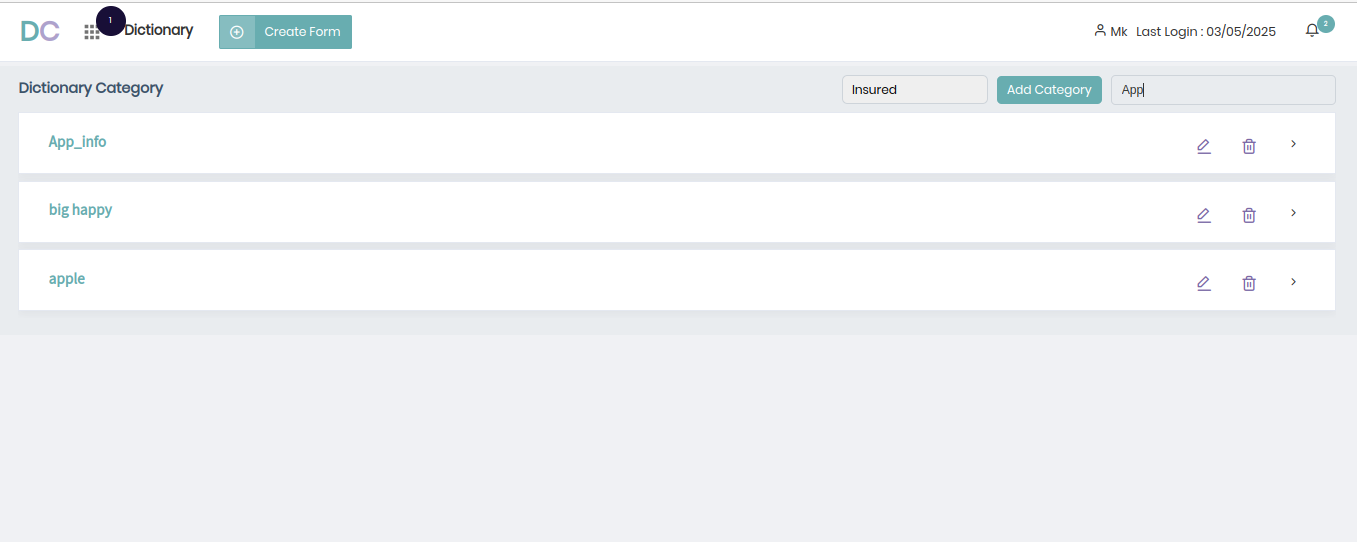 DC 1 Dictionary Create Form Mk Last Login : 03/05/2025 2
Dictionary Category Insured Add Category App
App_info
big happy
apple